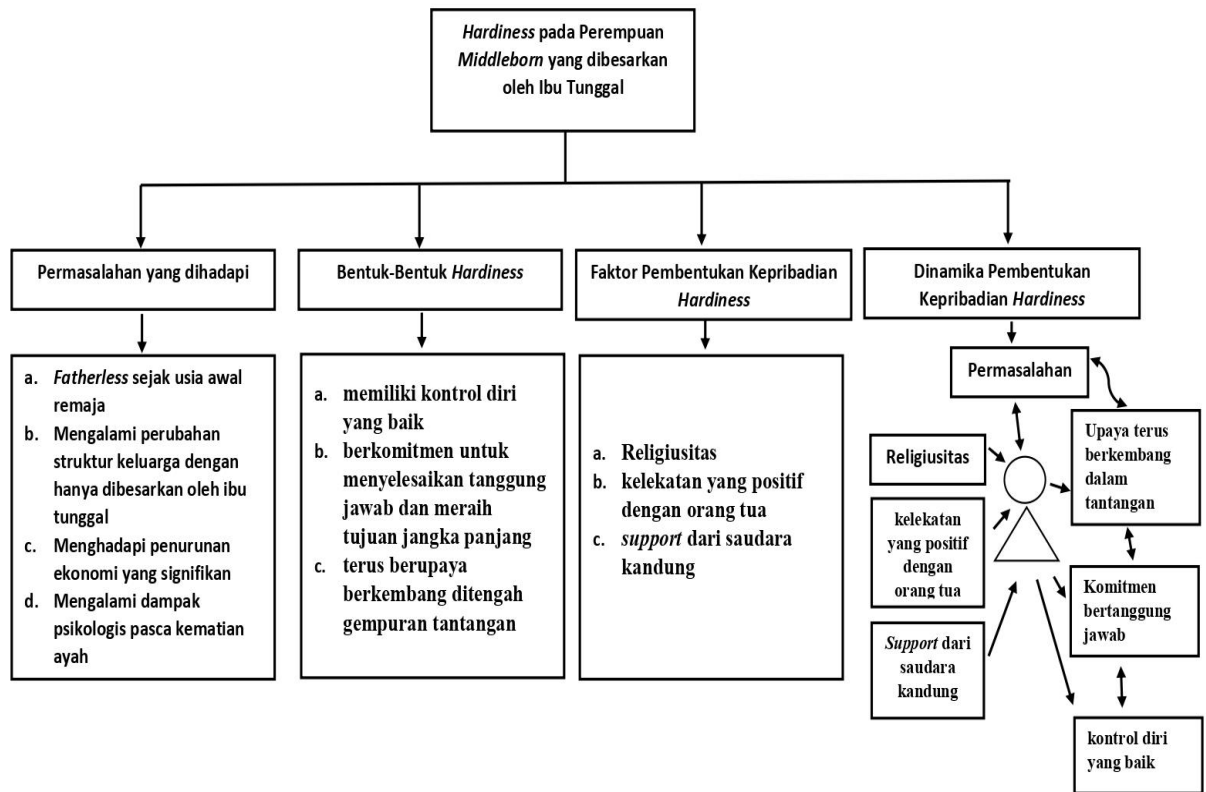 Hardiness pada Perempuan
Middleborn yang dibesarkan
oleh Ibu Tunggal
Permasalahan yang dihadapi
Bentuk-Bentuk Hardiness
Faktor Pembentukan Kepribadian
Hardiness
Dinamika Pembentukan
Kepribadian Hardiness
a. Fatherless sejak usia awal
remaja
b. Mengalami perubahan
struktur keluarga dengan
hanya dibesarkan oleh ibu
tunggal
c. Menghadapi penurunan
ekonomi yang signifikan
d. Mengalami dampak
psikologis pasca kematian
ayah
a. memiliki kontrol diri
yang baik
b. berkomitmen untuk
menyelesaikan tanggung
jawab dan meraih
tujuan jangka panjang
c. terus berupaya
berkembang ditengah
gempuran tantangan
a. Religiusitas
b. kelekatan yang positif
dengan orang tua
c. support dari saudara
kandung
Permasalahan
Religiusitas
kelekatan
yang positif
dengan
orang tua
Support dari
saudara
kandung
Upaya terus
berkembang
dalam
tantangan
Komitmen
bertanggung
jawab
kontrol diri
yang baik